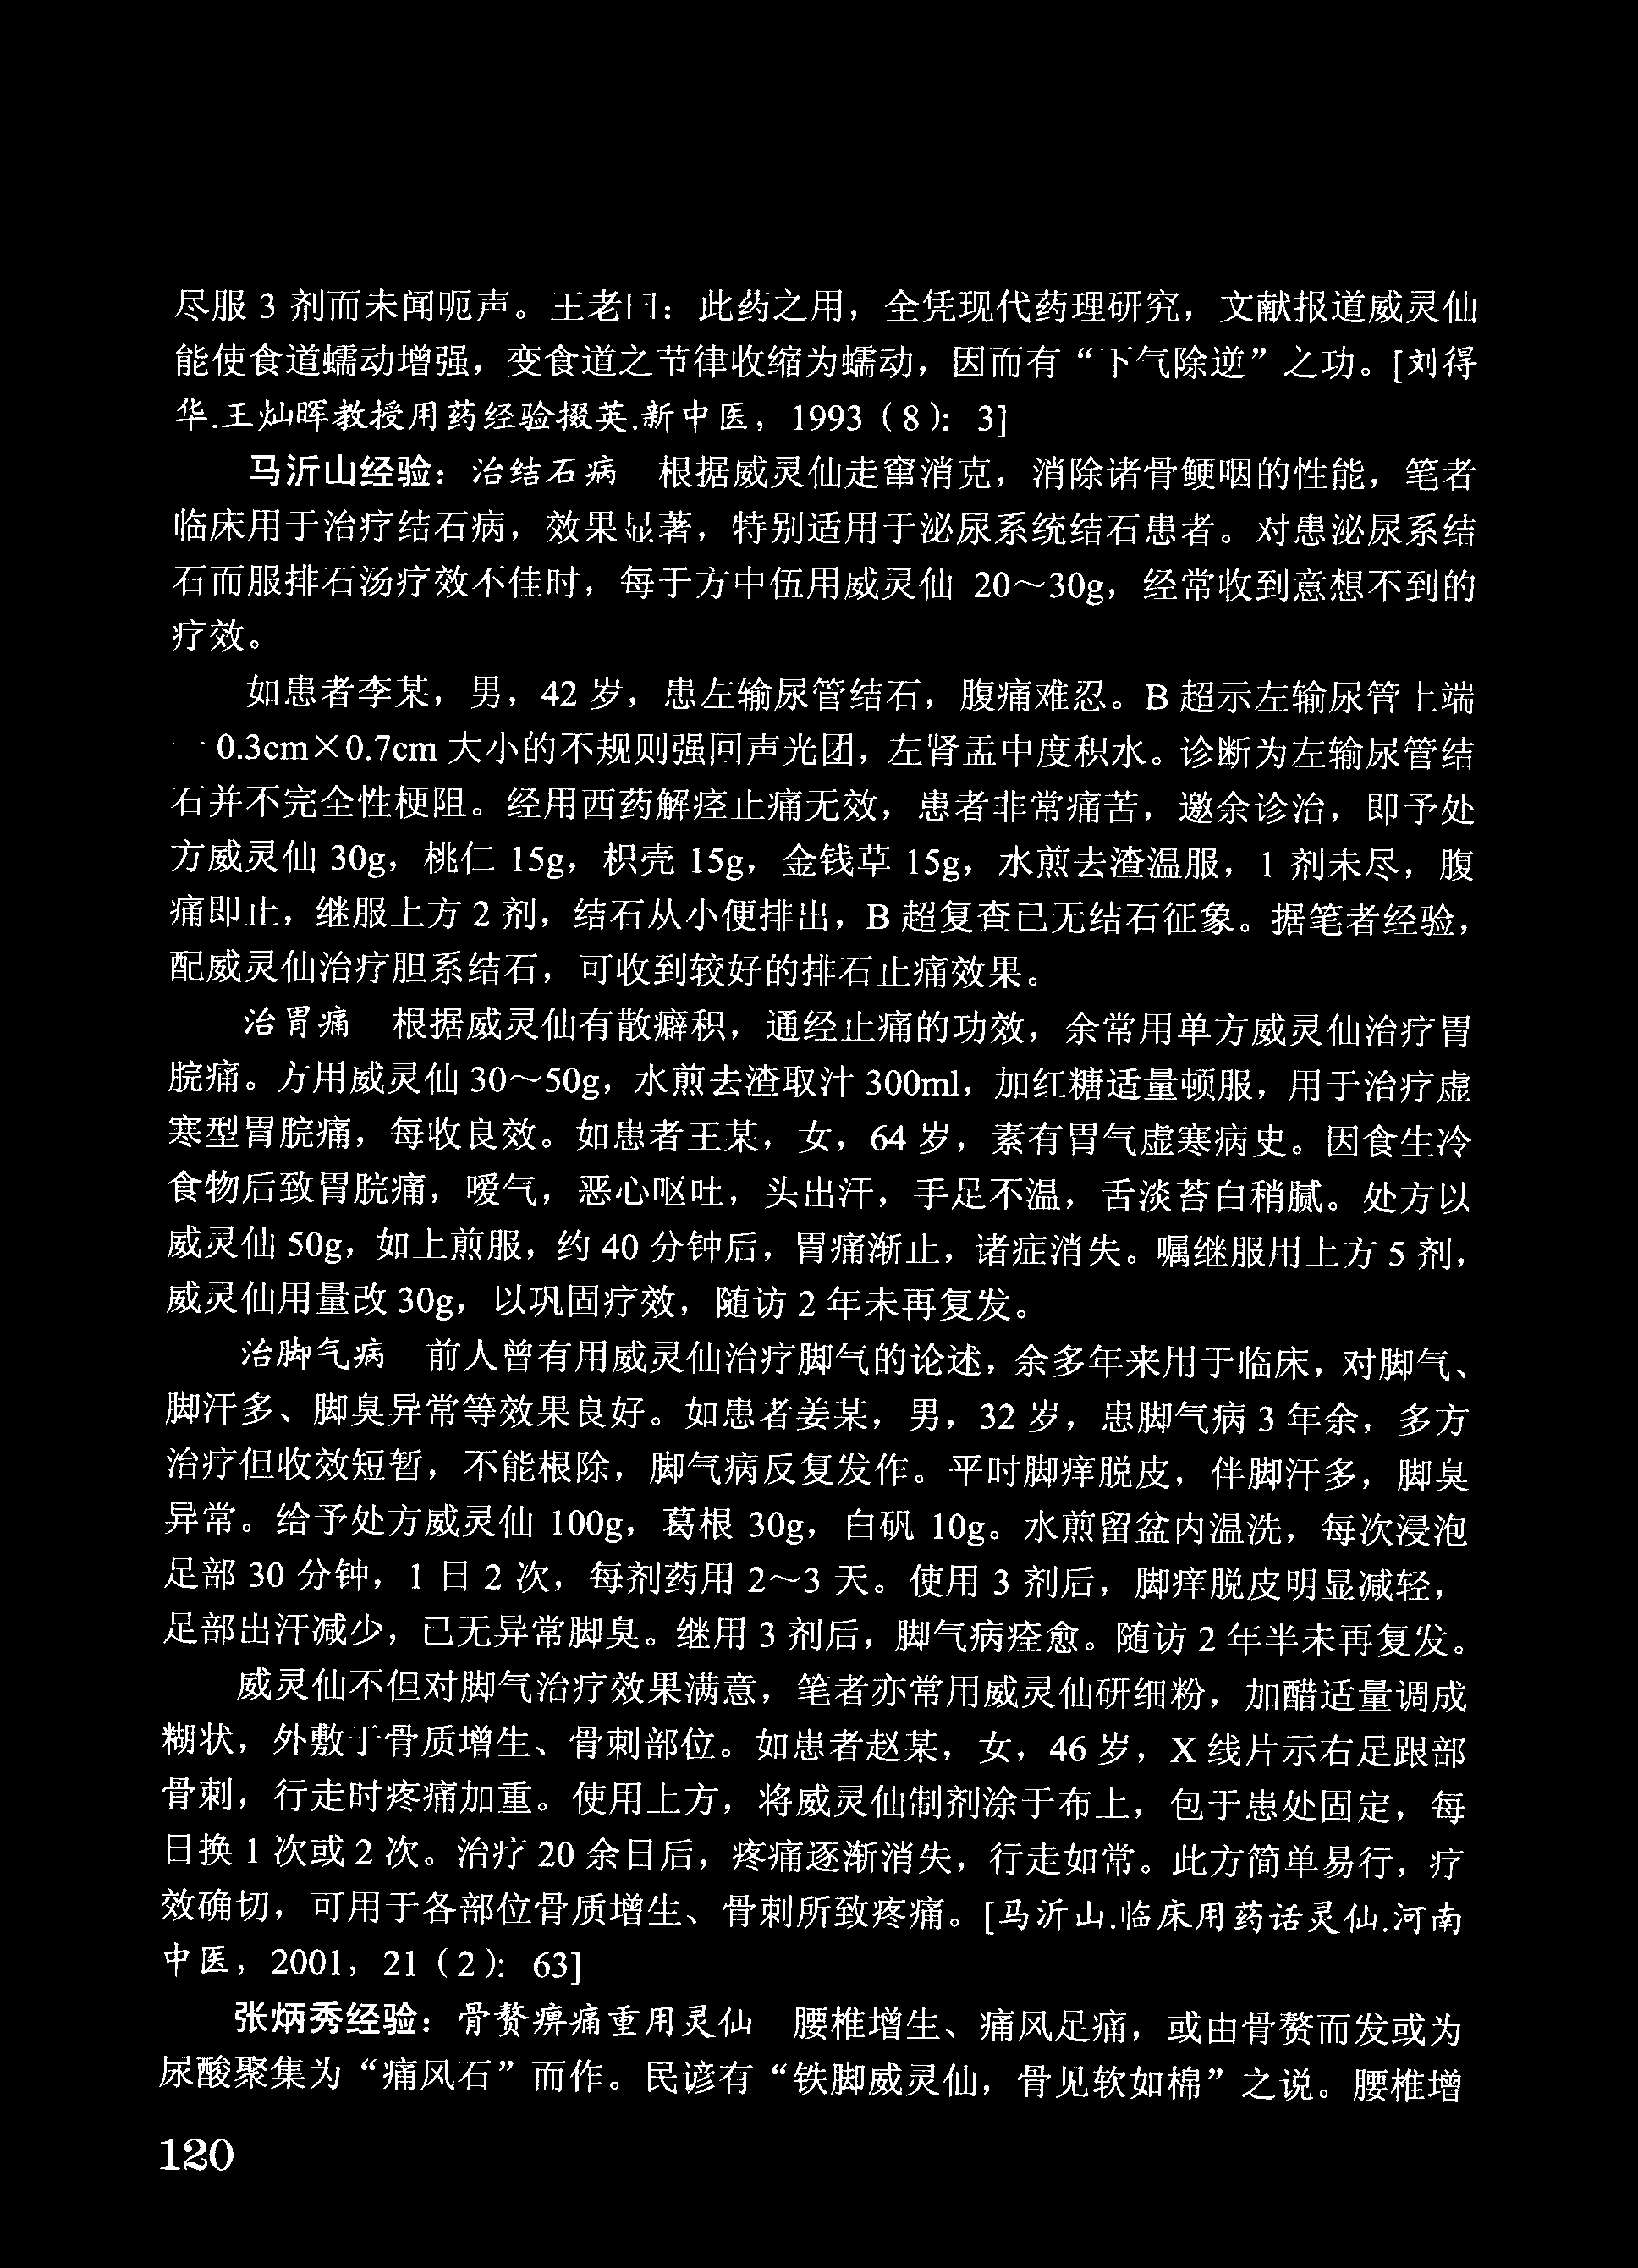 尽服 3 剂而未闻呃声。王老曰：此药之用，全凭现代药理研究，文献报道威灵仙
能使食道蠕动增强，变食道之节律收缩为蠕动，因而有“下气除逆”之功。[刘得
华.王灿晖教授用药经验掇英.新中医，1993（8）：3]
马沂山经验：治结石病　根据威灵仙走窜消克，消除诸骨鲠咽的性能，笔者
临床用于治疗结石病，效果显著，特别适用于泌尿系统结石患者。对患泌尿系结
石而服排石汤疗效不佳时，每于方中伍用威灵仙 20～30g，经常收到意想不到的
疗效。
如患者李某，男，42 岁，患左输尿管结石，腹痛难忍。B 超示左输尿管上端
一 0.3cm×0.7cm 大小的不规则强回声光团，左肾盂中度积水。诊断为左输尿管结
石并不完全性梗阻。经用西药解痉止痛无效，患者非常痛苦，邀余诊治，即予处
方威灵仙 30g，桃仁 15g，枳壳 15g，金钱草 15g，水煎去渣温服，1 剂未尽，腹
痛即止，继服上方 2 剂，结石从小便排出，B 超复查已无结石征象。据笔者经验，
配威灵仙治疗胆系结石，可收到较好的排石止痛效果。
治胃痛　根据威灵仙有散癖积，通经止痛的功效，余常用单方威灵仙治疗胃
脘痛。方用威灵仙 30～50g，水煎去渣取汁 300ml，加红糖适量顿服，用于治疗虚
寒型胃脘痛，每收良效。如患者王某，女，64 岁，素有胃气虚寒病史。因食生冷
食物后致胃脘痛，嗳气，恶心呕吐，头出汗，手足不温，舌淡苔白稍腻。处方以
威灵仙 50g，如上煎服，约 40 分钟后，胃痛渐止，诸症消失。嘱继服用上方 5 剂，
威灵仙用量改 30g，以巩固疗效，随访 2 年未再复发。
治脚气病　前人曾有用威灵仙治疗脚气的论述，余多年来用于临床，对脚气、
脚汗多、脚臭异常等效果良好。如患者姜某，男，32 岁，患脚气病 3 年余，多方
治疗但收效短暂，不能根除，脚气病反复发作。平时脚痒脱皮，伴脚汗多，脚臭
异常。给予处方威灵仙 100g，葛根 30g，白矾 10g。水煎留盆内温洗，每次浸泡
足部 30 分钟，1 日 2 次，每剂药用 2～3 天。使用 3 剂后，脚痒脱皮明显减轻，
足部出汗减少，已无异常脚臭。继用 3 剂后，脚气病痊愈。随访 2 年半未再复发。
威灵仙不但对脚气治疗效果满意，笔者亦常用威灵仙研细粉，加醋适量调成
糊状，外敷于骨质增生、骨刺部位。如患者赵某，女，46 岁，X 线片示右足跟部
骨刺，行走时疼痛加重。使用上方，将威灵仙制剂涂于布上，包于患处固定，每
日换 1 次或 2 次。治疗 20 余日后，疼痛逐渐消失，行走如常。此方简单易行，疗
效确切，可用于各部位骨质增生、骨刺所致疼痛。[马沂山.临床用药话灵仙.河南
中医，2001，21（2）：63]
张炳秀经验：骨赘痹痛重用灵仙　腰椎增生、痛风足痛，或由骨赘而发或为
尿酸聚集为“痛风石”而作。民谚有“铁脚威灵仙，骨见软如棉”之说。腰椎增
120